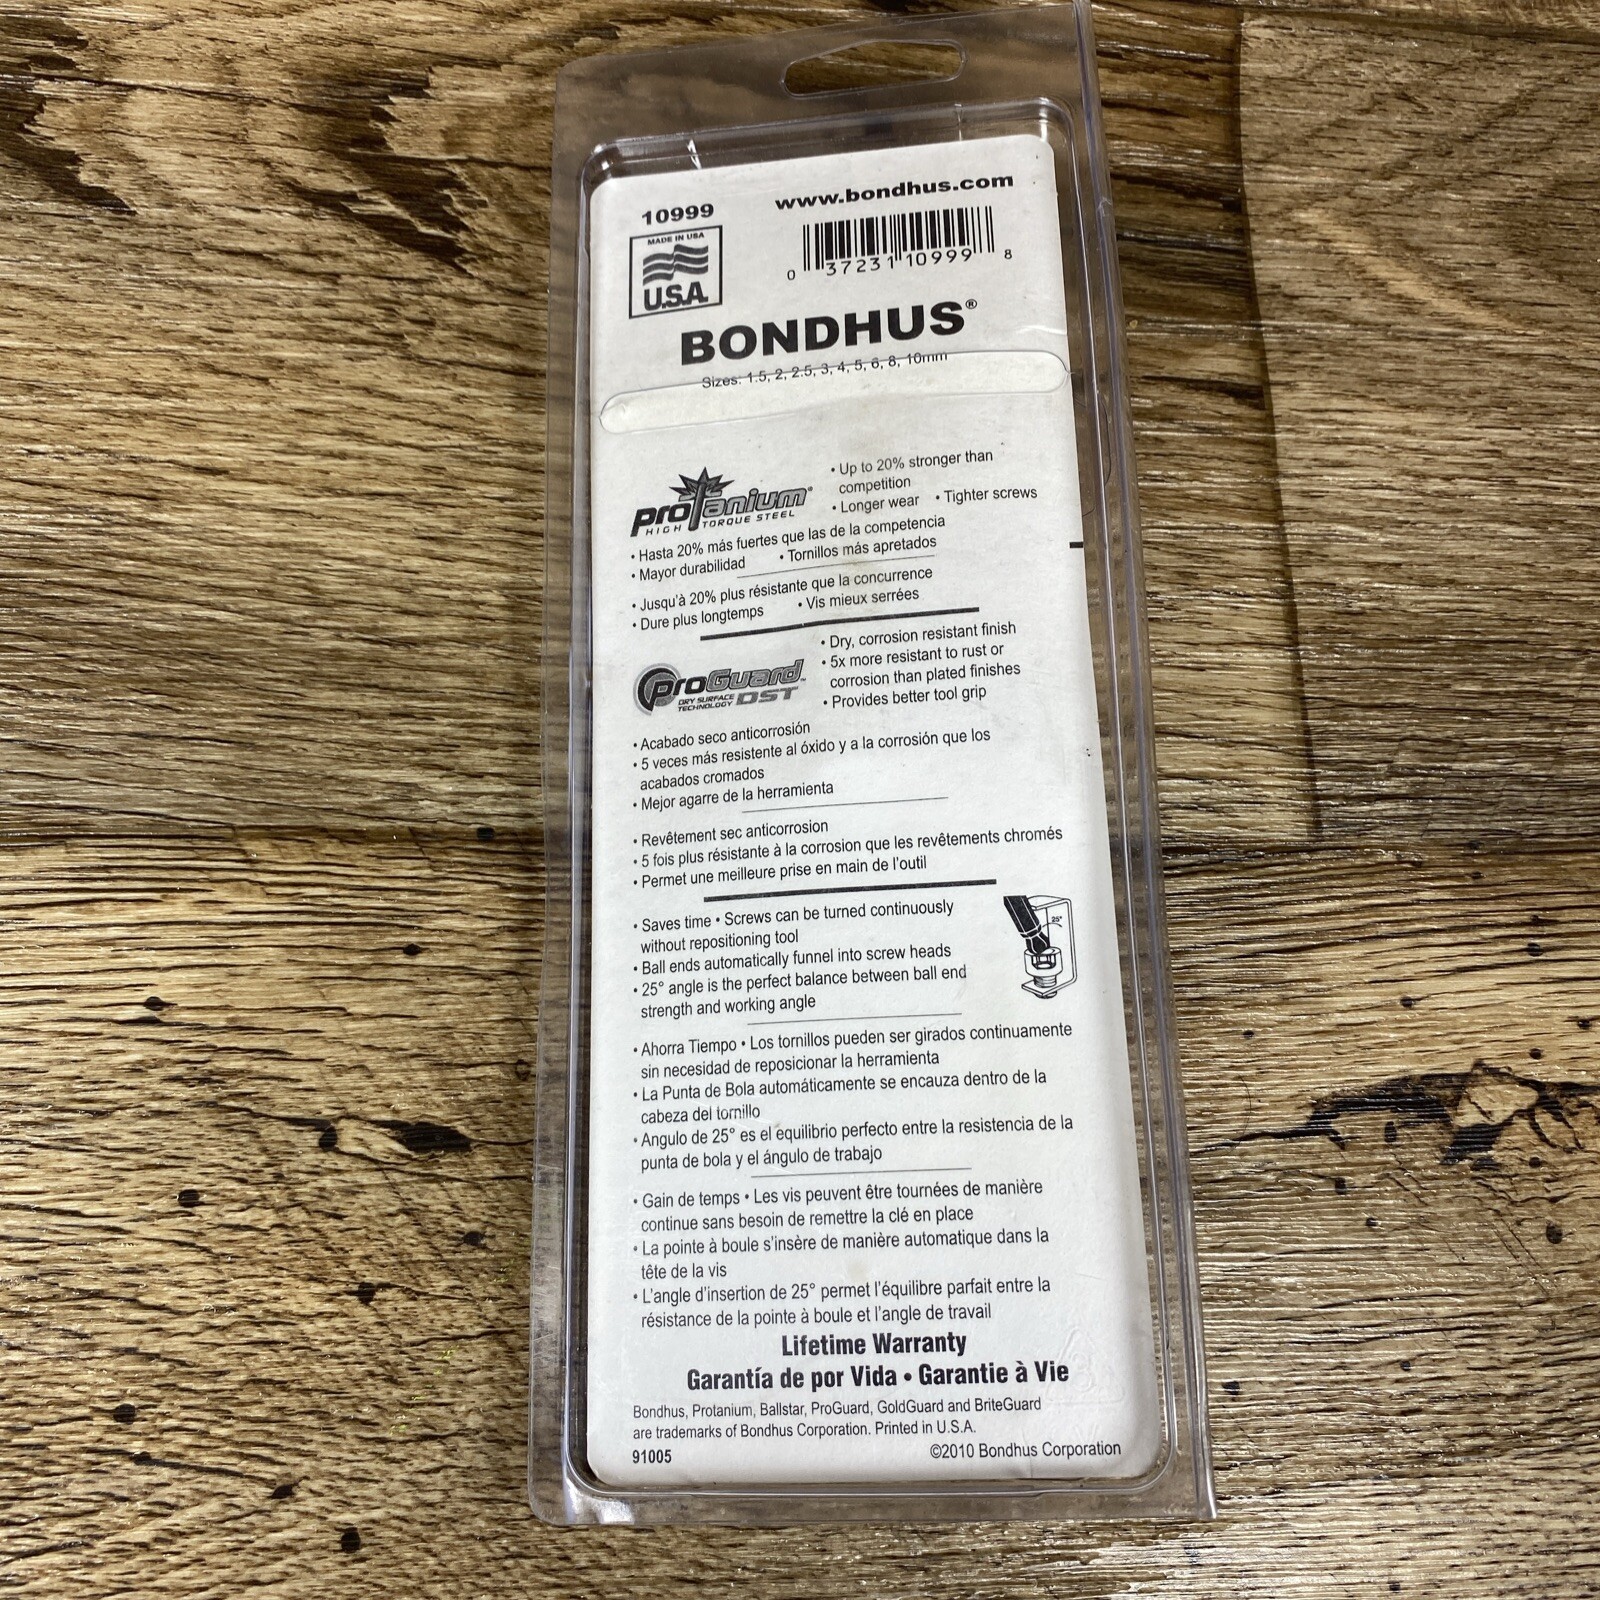 10999
www.bondhus.com
MADE IN USA
U.S.A.
0 37231 10999 8
BONDHUS®
Sizes: 1.5, 2, 2.5, 3, 4, 5, 6, 8, 10mm
proTanium®
HIGH TORQUE STEEL
• Up to 20% stronger than
competition
• Longer wear • Tighter screws
• Hasta 20% más fuertes que las de la competencia
• Mayor durabilidad • Tornillos más apretados
• Jusqu'à 20% plus résistante que la concurrence
• Dure plus longtemps • Vis mieux serrées
proGuard™
DRY SURFACE
TECHNOLOGY DST
• Dry, corrosion resistant finish
• 5x more resistant to rust or
corrosion than plated finishes
• Provides better tool grip
• Acabado seco anticorrosión
• 5 veces más resistente al óxido y a la corrosión que los
acabados cromados
• Mejor agarre de la herramienta
• Revêtement sec anticorrosion
• 5 fois plus résistante à la corrosion que les revêtements chromés
• Permet une meilleure prise en main de l'outil
• Saves time • Screws can be turned continuously
without repositioning tool
• Ball ends automatically funnel into screw heads
• 25° angle is the perfect balance between ball end
strength and working angle
25°
• Ahorra Tiempo • Los tornillos pueden ser girados continuamente
sin necesidad de reposicionar la herramienta
• La Punta de Bola automáticamente se encauza dentro de la
cabeza del tornillo
• Angulo de 25° es el equilibrio perfecto entre la resistencia de la
punta de bola y el ángulo de trabajo
• Gain de temps • Les vis peuvent être tournées de manière
continue sans besoin de remettre la clé en place
• La pointe à boule s'insère de manière automatique dans la
tête de la vis
• L'angle d'insertion de 25° permet l'équilibre parfait entre la
résistance de la pointe à boule et l'angle de travail
Lifetime Warranty
Garantía de por Vida • Garantie à Vie
Bondhus, Protanium, Ballstar, ProGuard, GoldGuard and BriteGuard
are trademarks of Bondhus Corporation. Printed in U.S.A.
91005
©2010 Bondhus Corporation